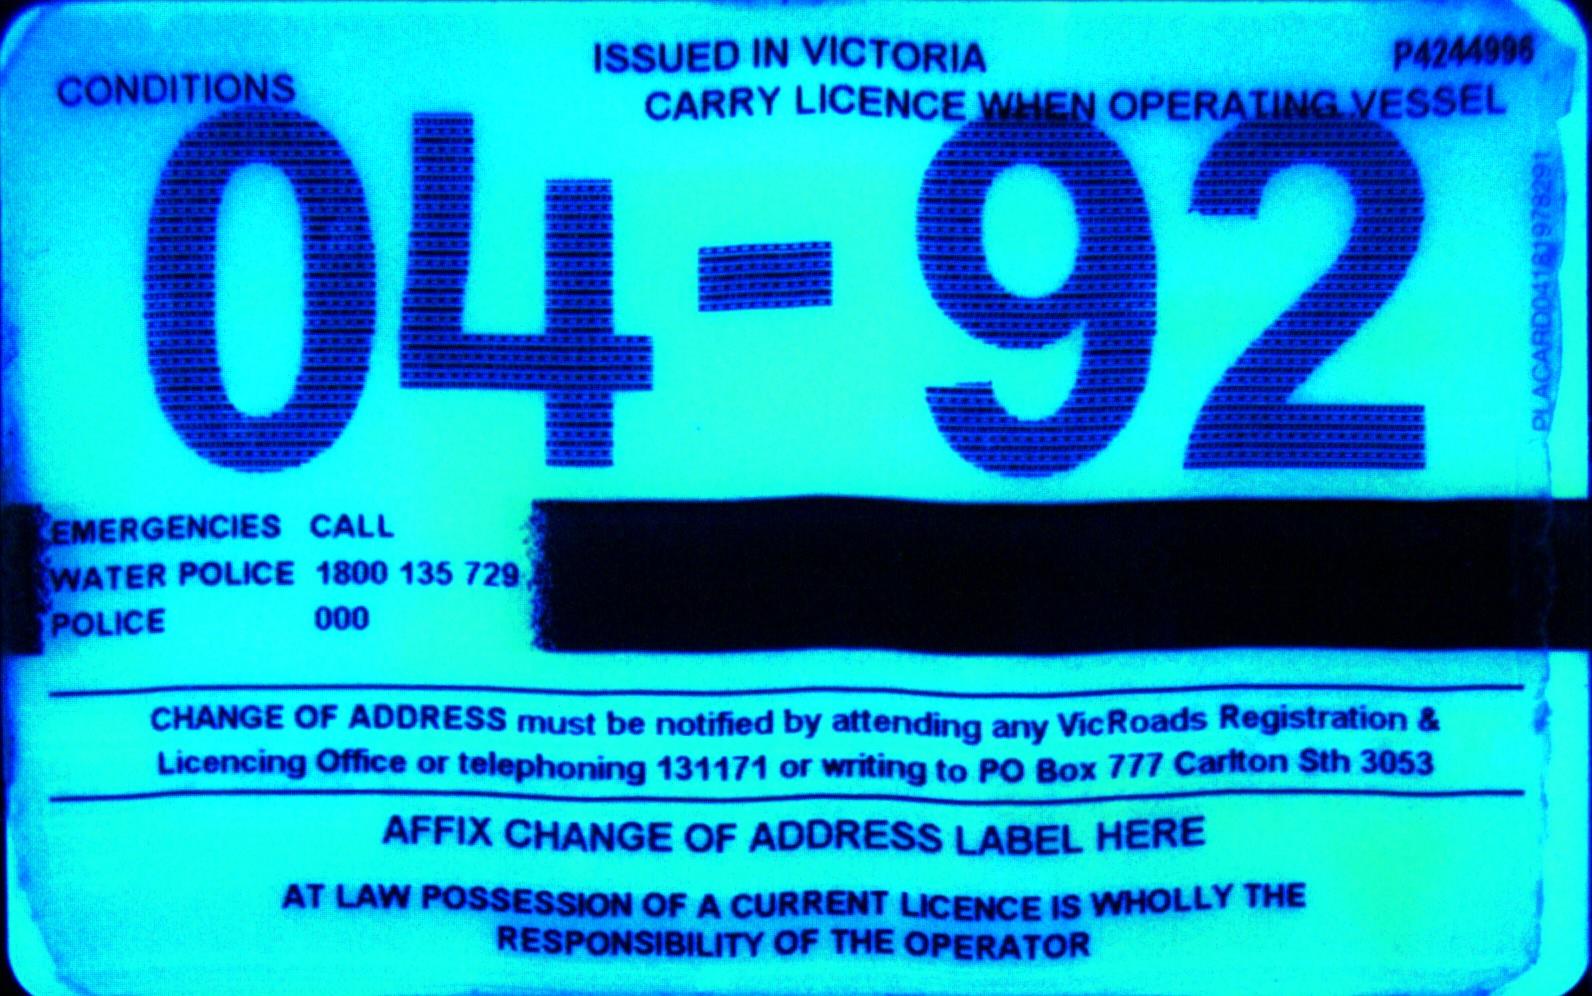 ISSUED IN VICTORIA
P4244996
CONDITIONS
CARRY LICENCE WHEN OPERATING VESSEL
04-92
EMERGENCIES CALL
WATER POLICE 1800 135 729
POLICE 000
CHANGE OF ADDRESS must be notified by attending any VicRoads Registration &
Licencing Office or telephoning 131171 or writing to PO Box 777 Carlton Sth 3053
AFFIX CHANGE OF ADDRESS LABEL HERE
AT LAW POSSESSION OF A CURRENT LICENCE IS WHOLLY THE
RESPONSIBILITY OF THE OPERATOR